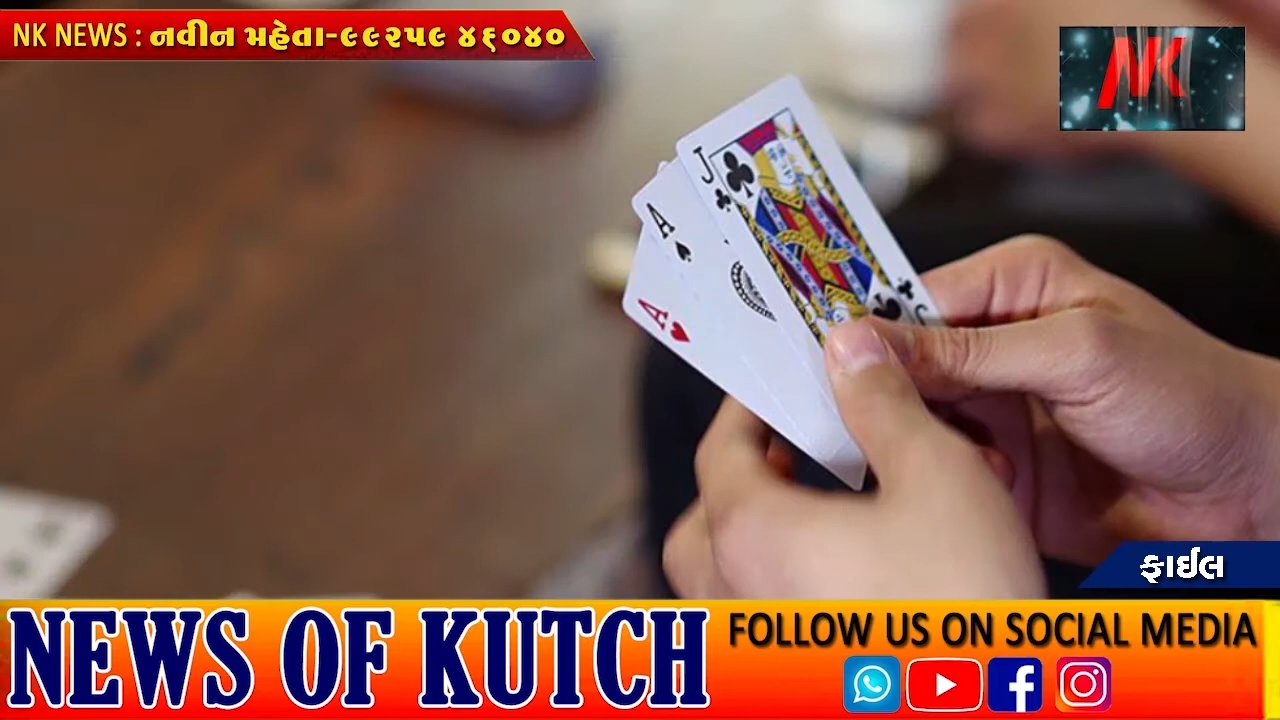 NK NEWS : નવીન મહેતા-૯૯૨૫૯ ૪૬૦૪૦
NK
J
A
A
ફાઈલ
NEWS OF KUTCH
FOLLOW US ON SOCIAL MEDIA